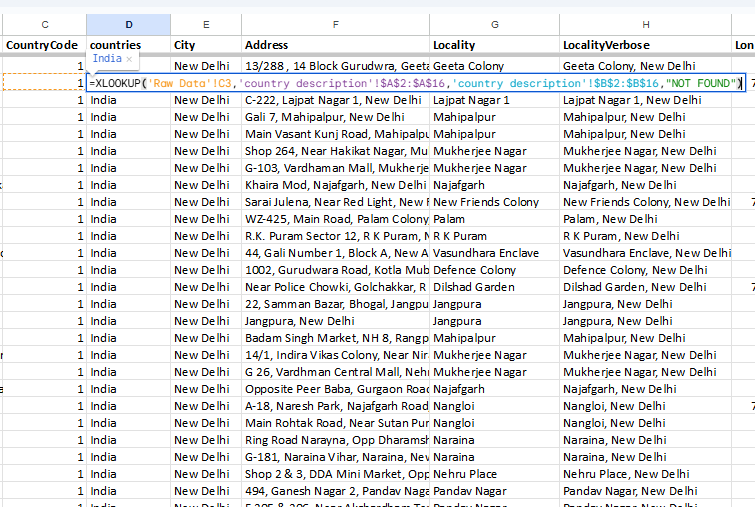 C D E F G H
CountryCode countries City Address Locality LocalityVerbose Lon
India ×
1 New Delhi 13/288 , 14 Block Gurudwara, Geeta Geeta Colony Geeta Colony, New Delhi
1 =XLOOKUP('Raw Data'!C3,'country description'!$A$2:$A$16,'country description'!$B$2:$B$16,"NOT FOUND") 7
1 India New Delhi C-222, Lajpat Nagar 1, New Delhi Lajpat Nagar 1 Lajpat Nagar 1, New Delhi
1 India New Delhi Gali 7, Mahipalpur, New Delhi Mahipalpur Mahipalpur, New Delhi
1 India New Delhi Main Vasant Kunj Road, Mahipalpu Mahipalpur Mahipalpur, New Delhi
1 India New Delhi Shop 264, Near Hakikat Nagar, Mu Mukherjee Nagar Mukherjee Nagar, New Delhi
1 India New Delhi G-103, Vardhaman Mall, Mukherje Mukherjee Nagar Mukherjee Nagar, New Delhi
1 India New Delhi Khaira Mod, Najafgarh, New Delhi Najafgarh Najafgarh, New Delhi
1 India New Delhi Sarai Julena, Near Red Light, New F New Friends Colony New Friends Colony, New Delhi 7
1 India New Delhi WZ-425, Main Road, Palam Colony Palam Palam, New Delhi
1 India New Delhi R.K. Puram Sector 12, R K Puram, N R K Puram R K Puram, New Delhi
1 India New Delhi 44, Gali Number 1, Block A, New A Vasundhara Enclave Vasundhara Enclave, New Delhi
1 India New Delhi 1002, Gurudwara Road, Kotla Mub Defence Colony Defence Colony, New Delhi
1 India New Delhi Near Police Chowki, Golchakkar, R Dilshad Garden Dilshad Garden, New Delhi 7
1 India New Delhi 22, Samman Bazar, Bhogal, Jangpu Jangpura Jangpura, New Delhi
1 India New Delhi Jangpura, New Delhi Jangpura Jangpura, New Delhi
1 India New Delhi Badam Singh Market, NH 8, Rangp Mahipalpur Mahipalpur, New Delhi
1 India New Delhi 14/1, Indira Vikas Colony, Near Nir Mukherjee Nagar Mukherjee Nagar, New Delhi
1 India New Delhi G 26, Vardhman Central Mall, Nehr Mukherjee Nagar Mukherjee Nagar, New Delhi
1 India New Delhi Opposite Peer Baba, Gurgaon Road Najafgarh Najafgarh, New Delhi
1 India New Delhi A-18, Naresh Park, Najafgarh Road Nangloi Nangloi, New Delhi 7
1 India New Delhi Main Rohtak Road, Near Sutan Pur Nangloi Nangloi, New Delhi
1 India New Delhi Ring Road Narayna, Opp Dharamsh Naraina Naraina, New Delhi
1 India New Delhi G-181, Naraina Vihar, Naraina, Nev Naraina Naraina, New Delhi
1 India New Delhi Shop 2 & 3, DDA Mini Market, Opp Nehru Place Nehru Place, New Delhi
1 India New Delhi 494, Ganesh Nagar 2, Pandav Naga Pandav Nagar Pandav Nagar, New Delhi